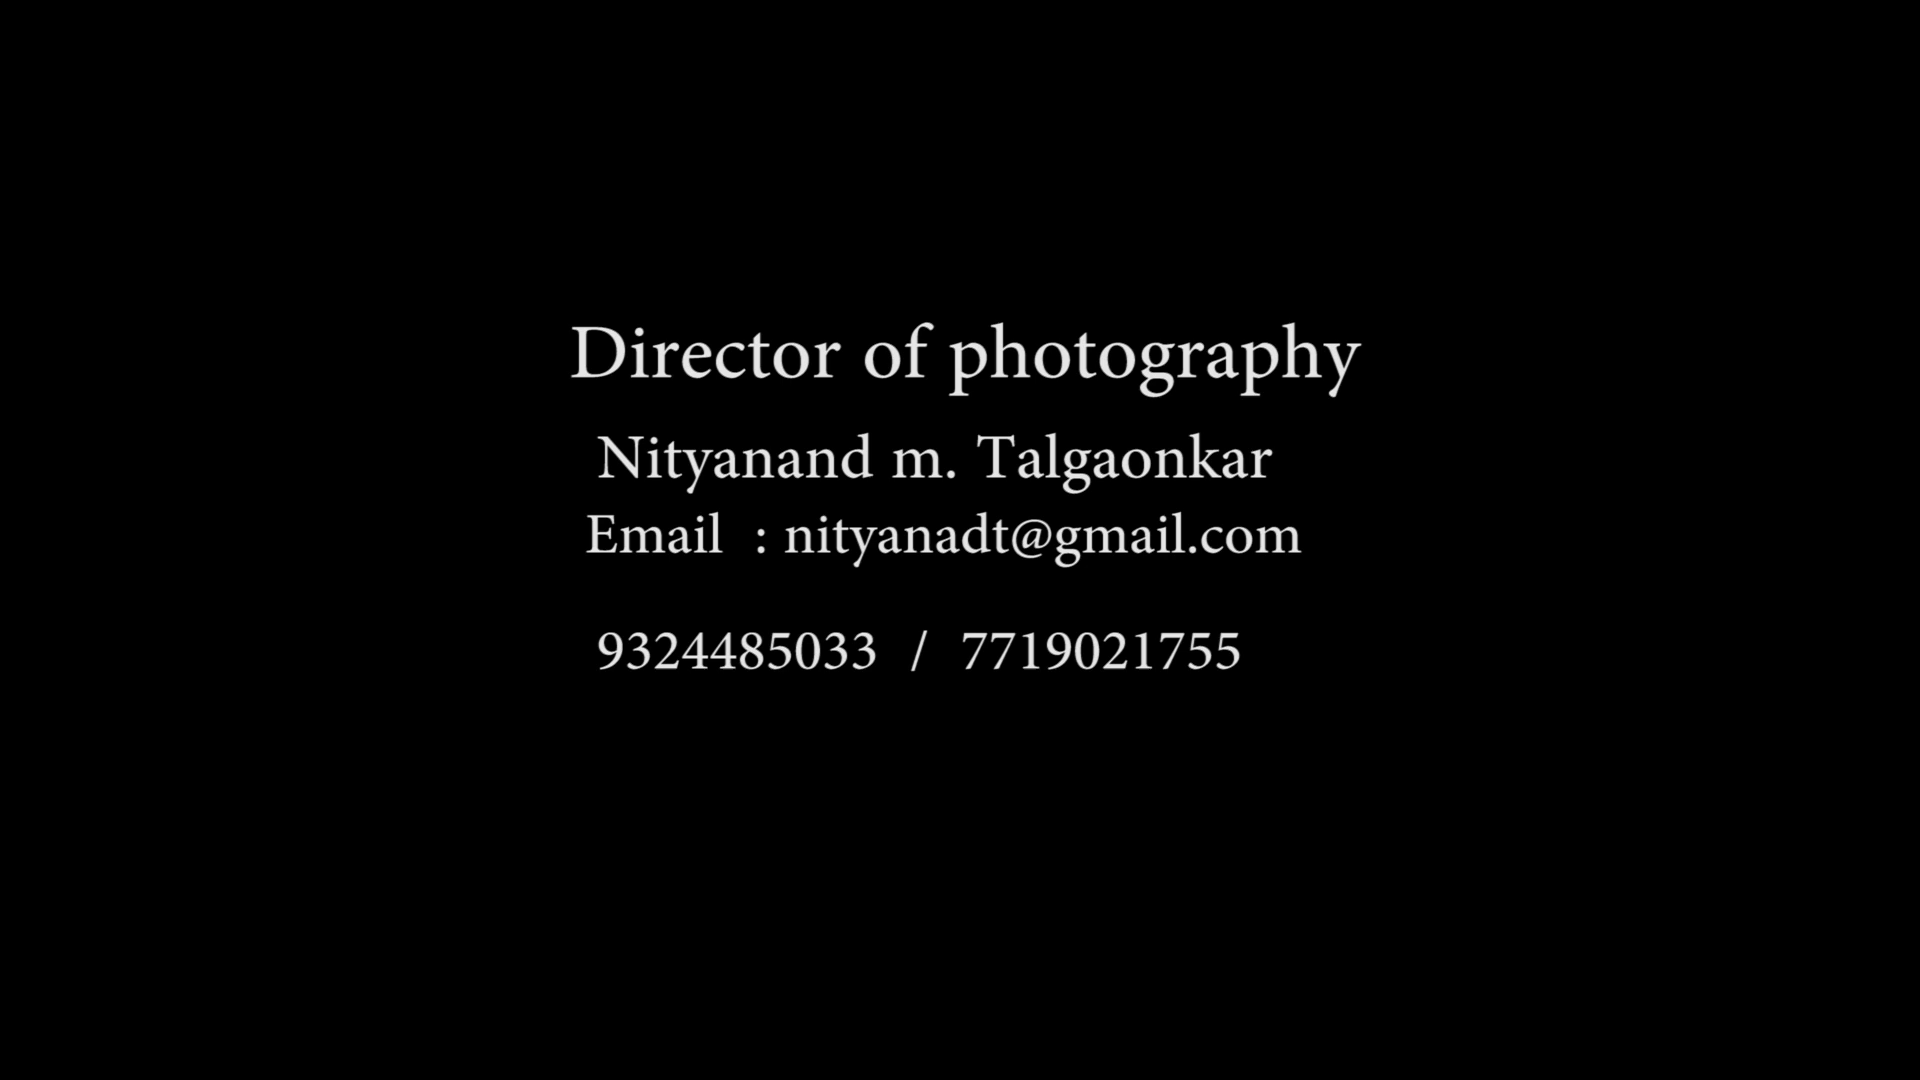 Director of photography
Nityanand m. Talgaonkar
Email : nityanadt@gmail.com
9324485033 / 7719021755